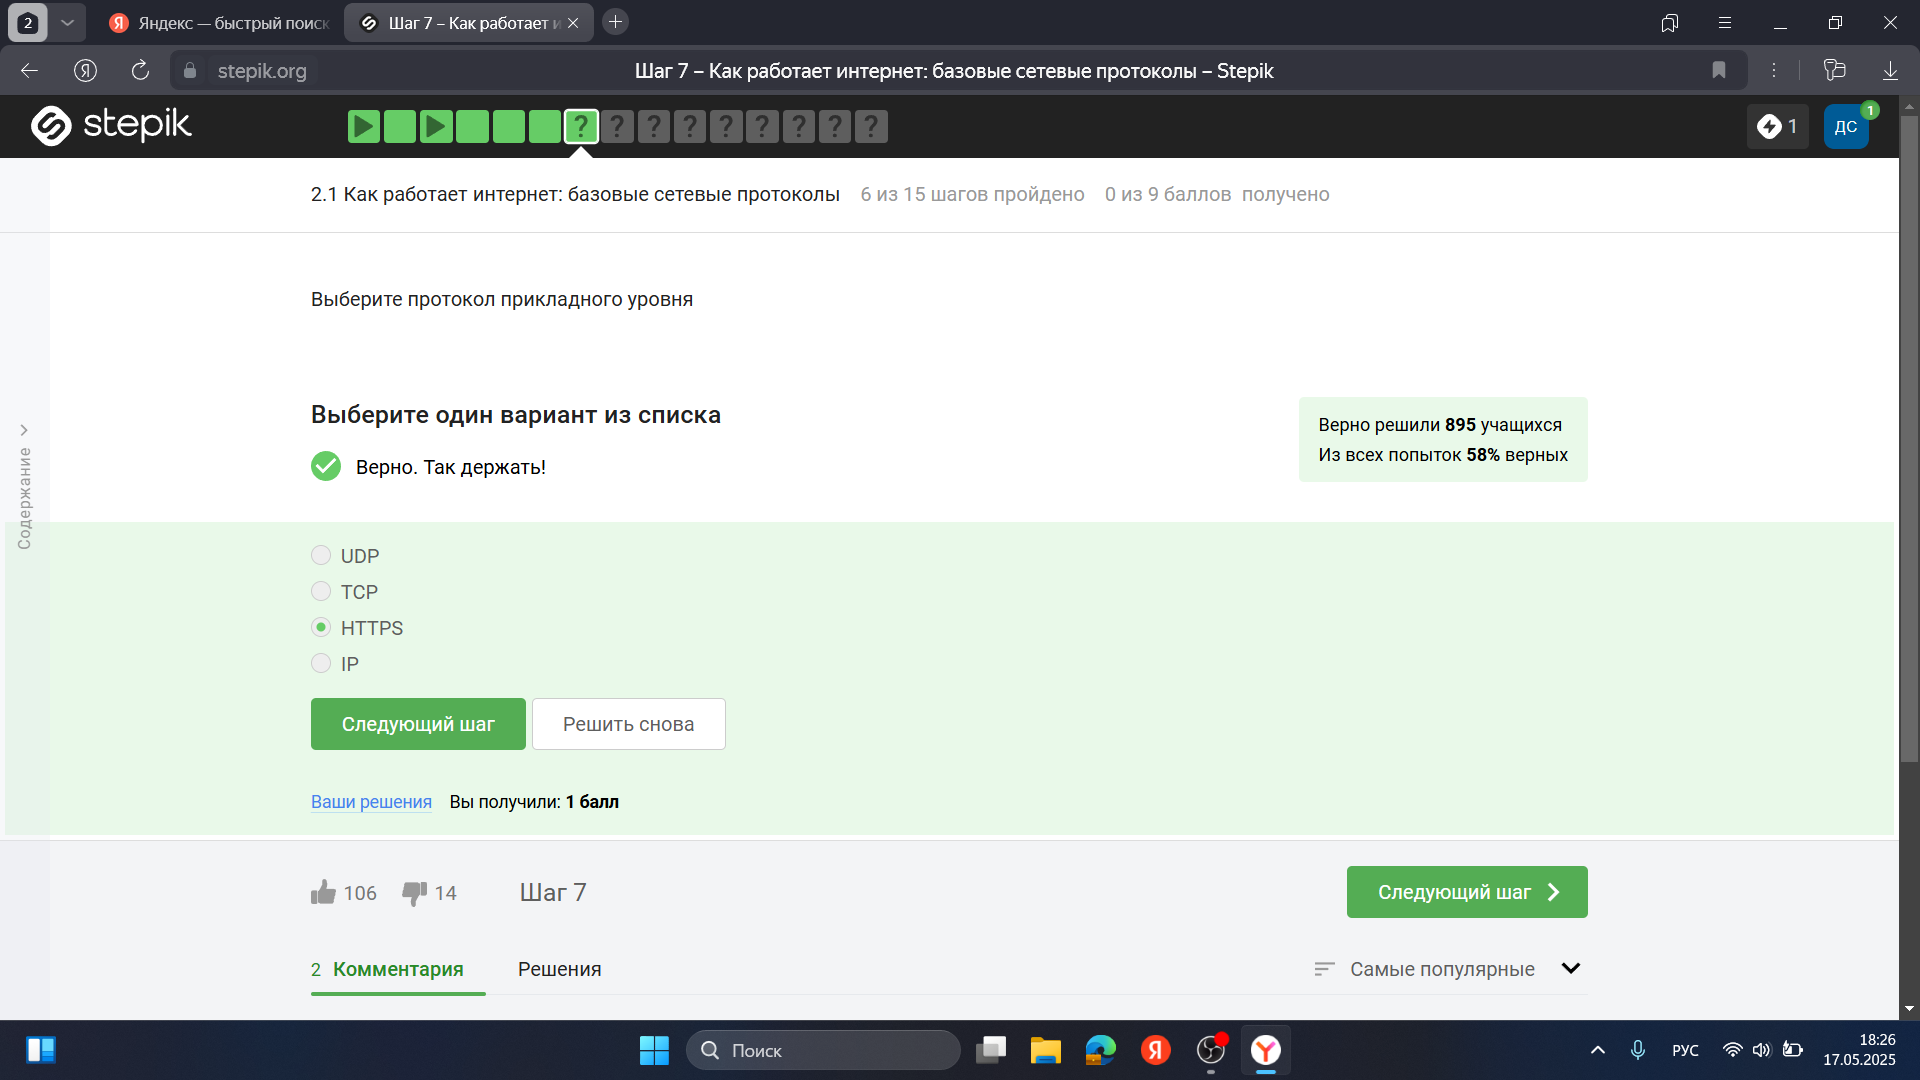 2
Яндекс — быстрый поиск
Шаг 7 – Как работает и
stepik.org
Шаг 7 – Как работает интернет: базовые сетевые протоколы – Stepik
stepik
? ? ? ? ? ? ? ? ?
1
ДС
1
2.1 Как работает интернет: базовые сетевые протоколы 6 из 15 шагов пройдено 0 из 9 баллов получено
Содержание
Выберите протокол прикладного уровня
Выберите один вариант из списка
Верно решили 895 учащихся
Из всех попыток 58% верных
Верно. Так держать!
UDP
TCP
HTTPS
IP
Следующий шаг
Решить снова
Ваши решения Вы получили: 1 балл
106
14
Шаг 7
Следующий шаг
2 Комментария
Решения
Самые популярные
Поиск
РУС
18:26
17.05.2025